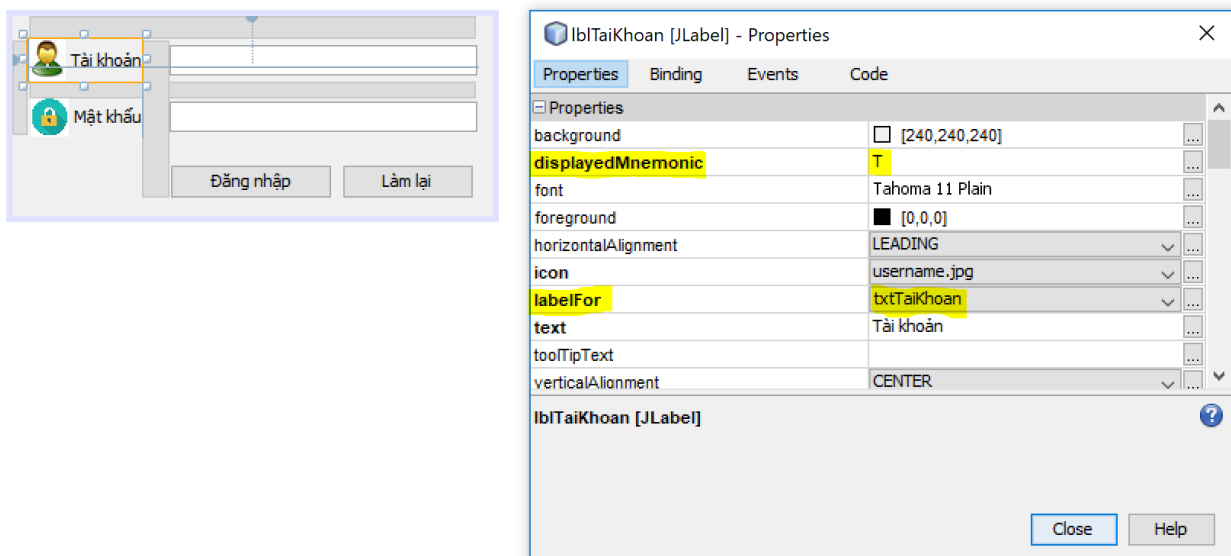 Tài khoản
Mật khẩu
Đăng nhập Làm lại
lblTaiKhoan [JLabel] - Properties
Properties Binding Events Code
Properties
background [240,240,240] ...
displayedMnemonic T ...
font Tahoma 11 Plain ...
foreground [0,0,0] ...
horizontalAlignment LEADING ...
icon username.jpg ...
labelFor txtTaiKhoan ...
text Tài khoản ...
toolTipText ...
verticalAlignment CENTER ...
lblTaiKhoan [JLabel]
?
Close Help